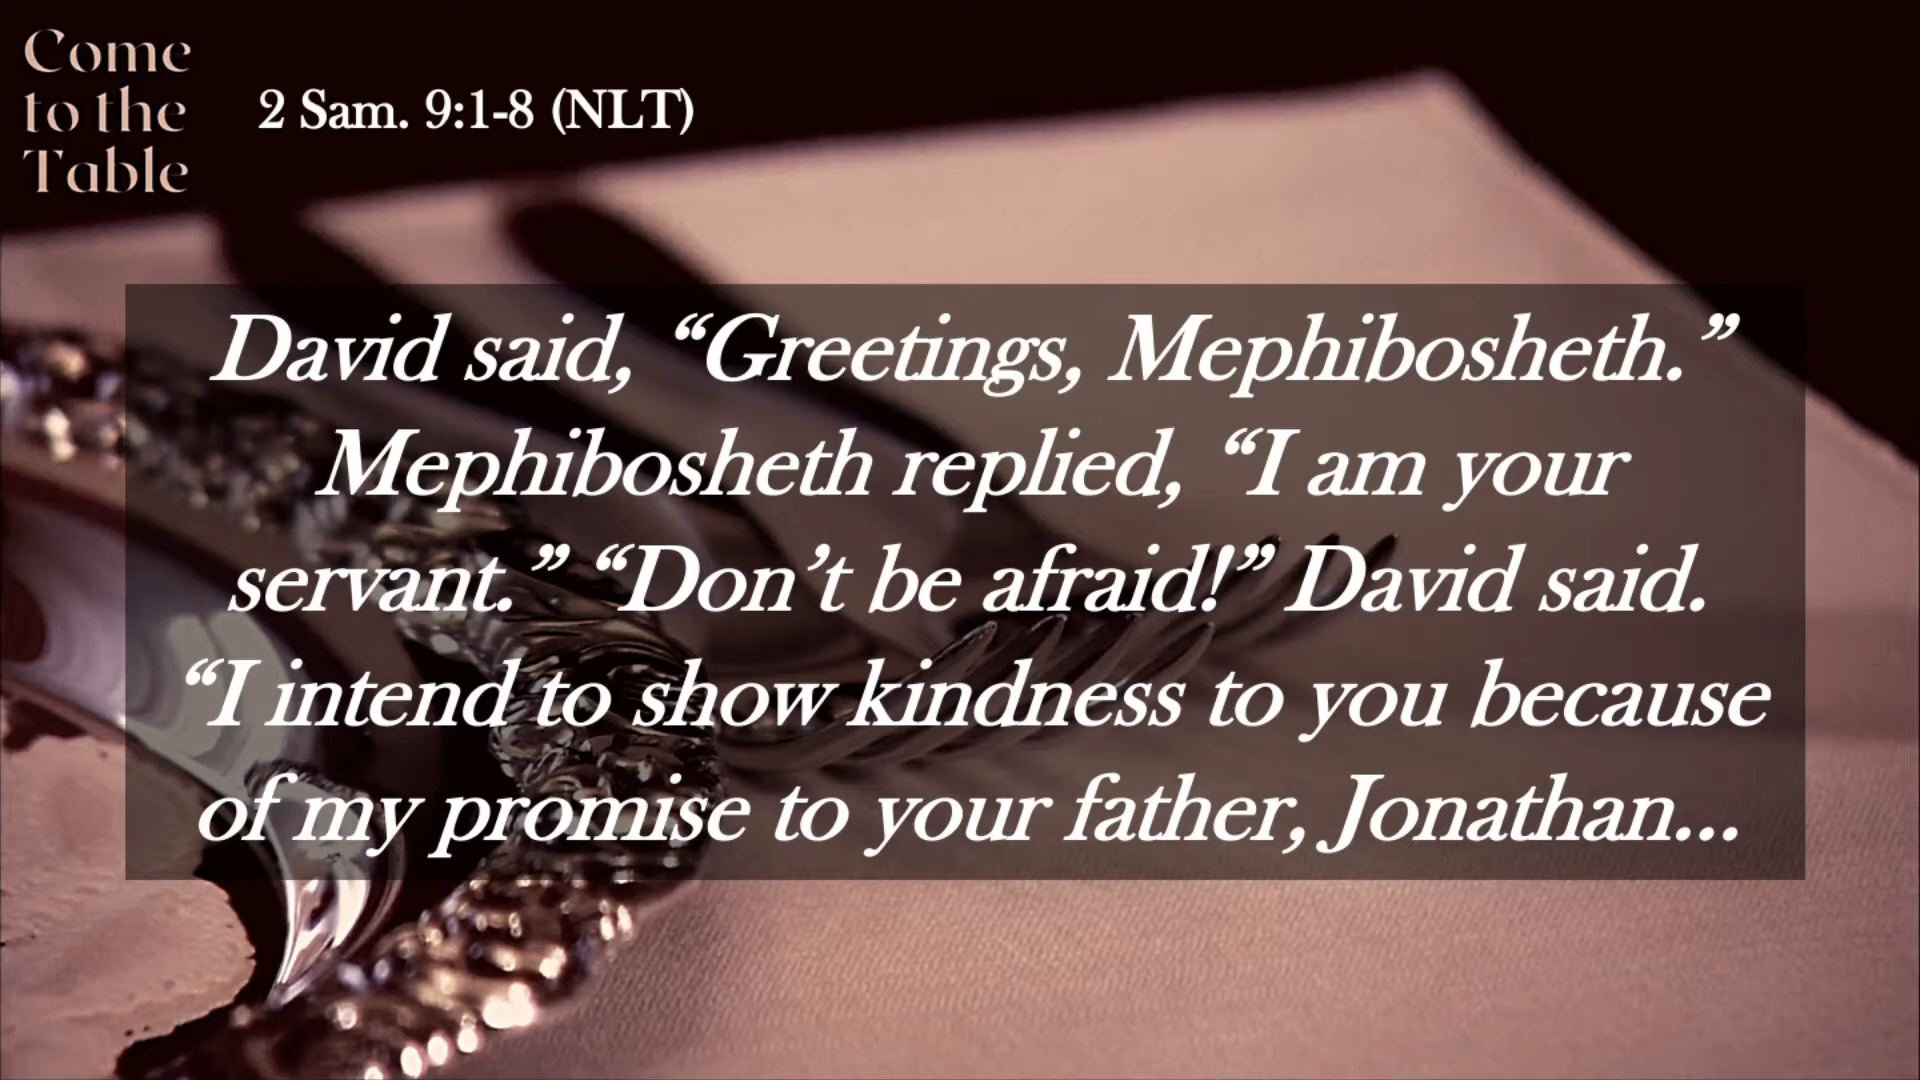 Come
to the
Table
2 Sam. 9:1-8 (NLT)
David said, “Greetings, Mephibosheth.”
Mephibosheth replied, “I am your
servant.” “Don’t be afraid!” David said.
“I intend to show kindness to you because
of my promise to your father, Jonathan...